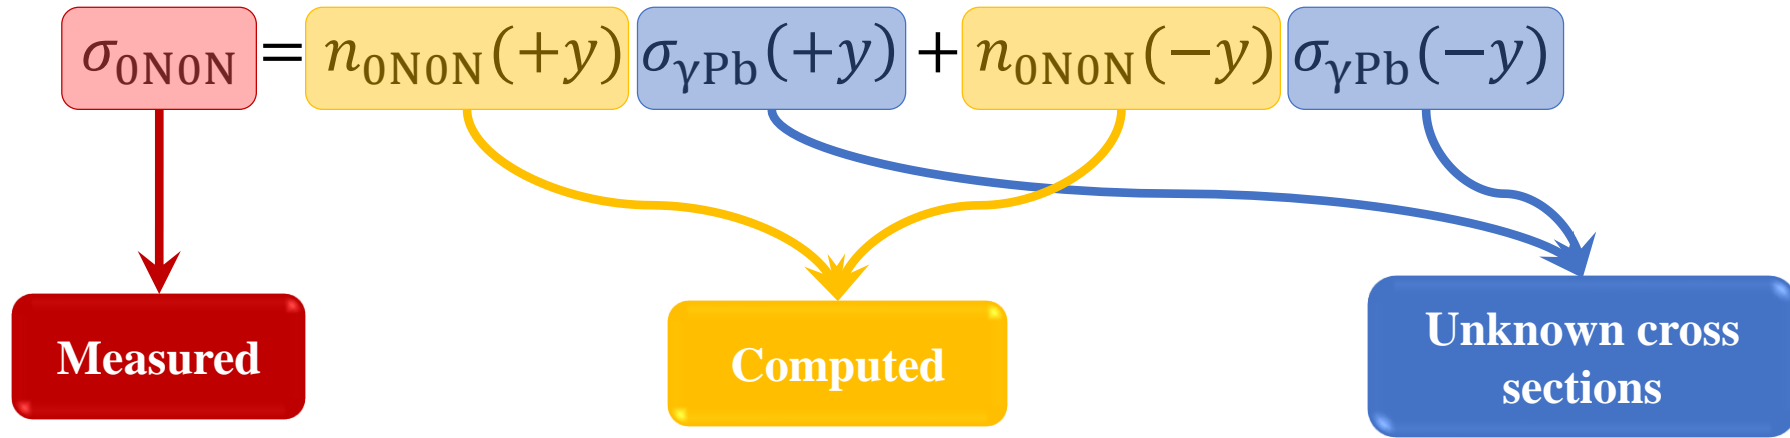 σ₀N₀N = n₀N₀N(+y) σγPb(+y) + n₀N₀N(−y) σγPb(−y)
Measured
Computed
Unknown cross
sections